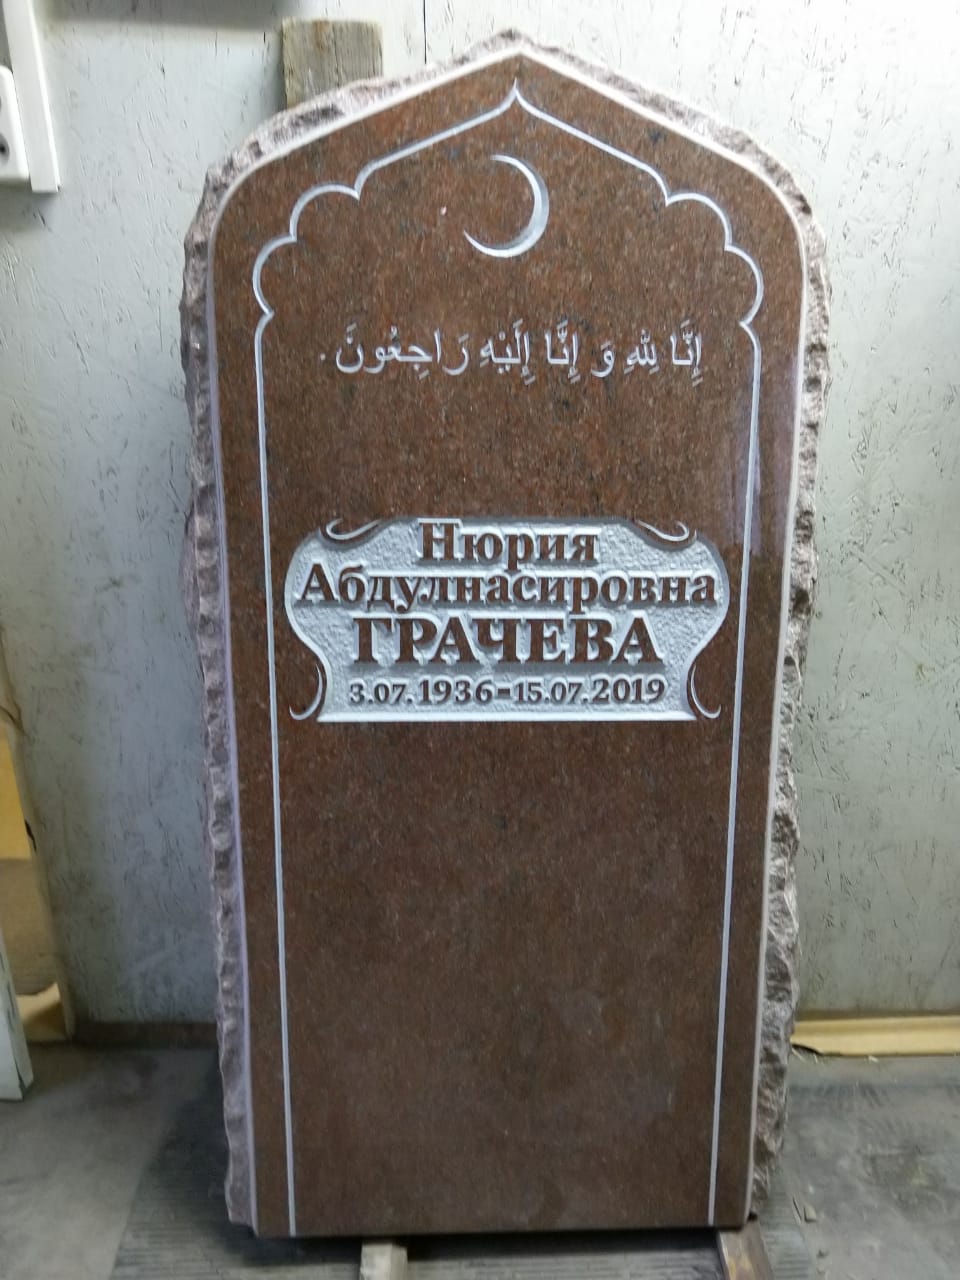 إِنَّا لِلّٰهِ وَ إِنَّا إِلَيْهِ رَاجِعُونَ.
Нюрия
Абдулнасировна
ГРАЧЕВА
3.07.1936-15.07.2019